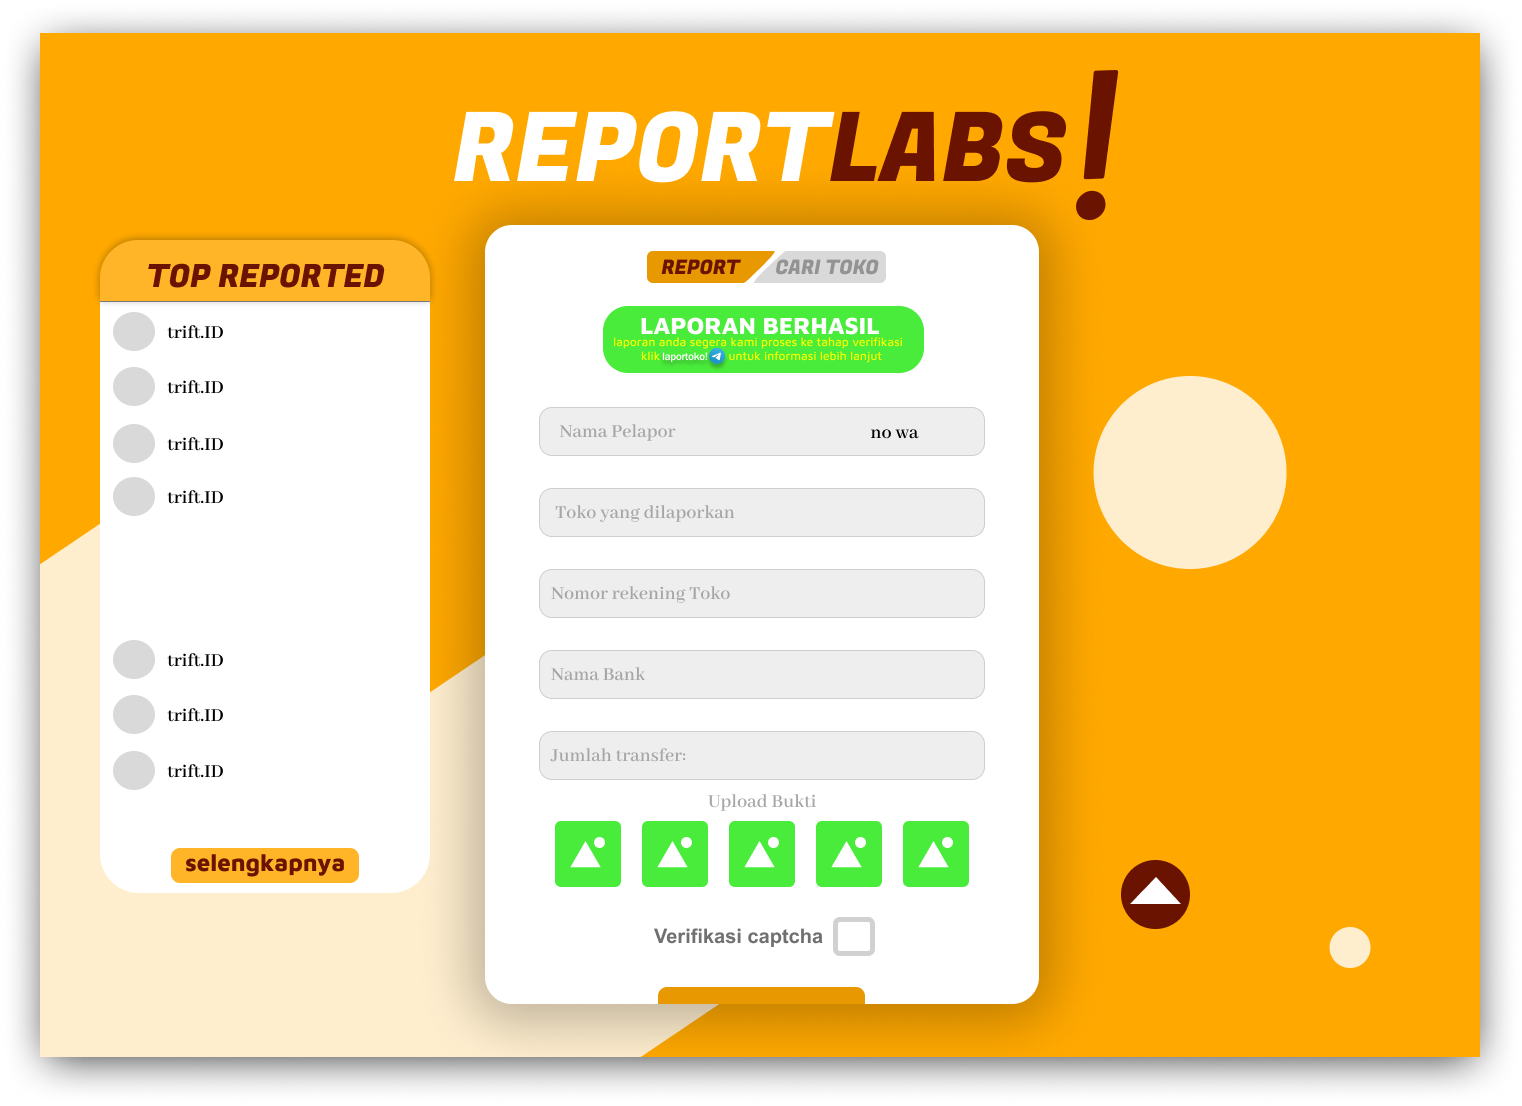 REPORTLABS!
TOP REPORTED
trift.ID
trift.ID
trift.ID
trift.ID
trift.ID
trift.ID
trift.ID
selengkapnya
REPORT CARI TOKO
LAPORAN BERHASIL
laporan anda segera kami proses ke tahap verifikasi
klik laportoko! untuk informasi lebih lanjut
Nama Pelapor no wa
Toko yang dilaporkan
Nomor rekening Toko
Nama Bank
Jumlah transfer:
Upload Bukti
Verifikasi captcha